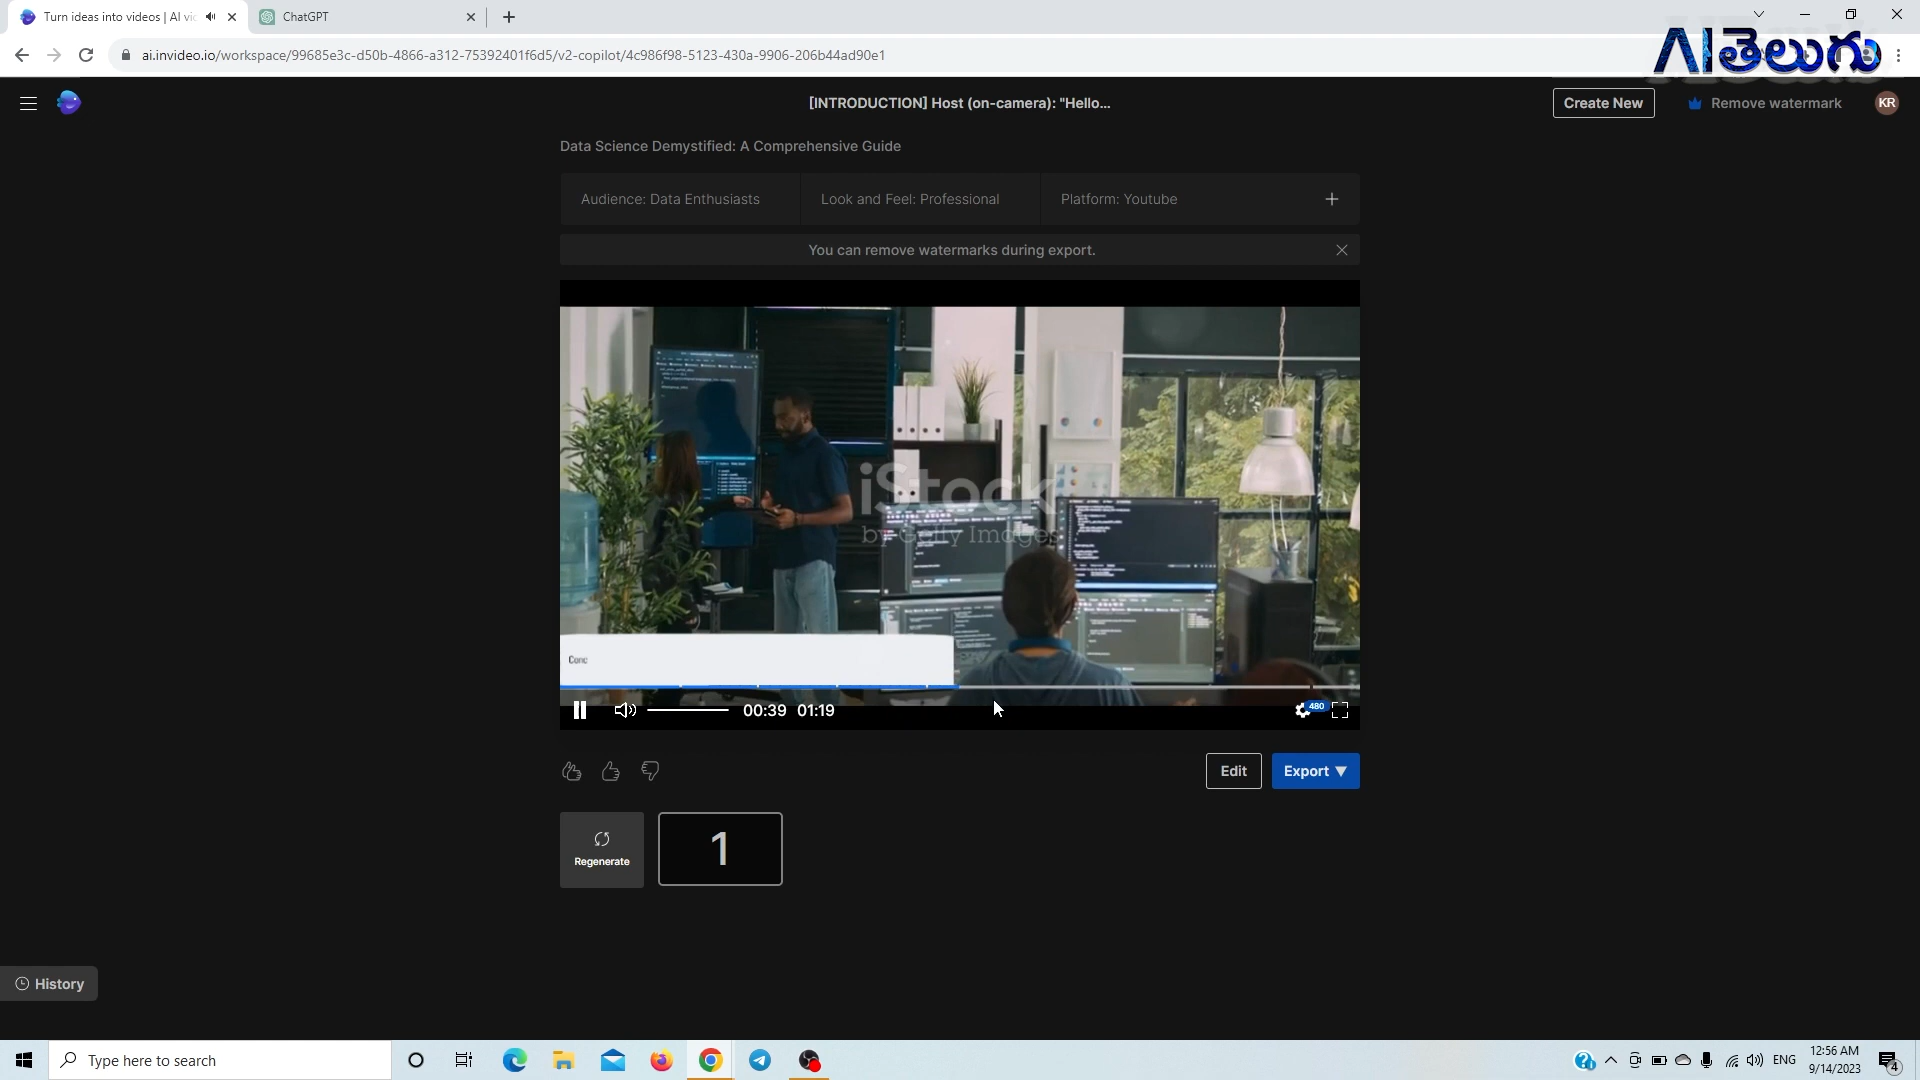 Turn ideas into videos | AI vi
ChatGPT
ai.invideo.io/workspace/99685e3c-d50b-4866-a312-75392401f6d5/v2-copilot/4c986f98-5123-430a-9906-206b44ad90e1
AIతెలుగు
[INTRODUCTION] Host (on-camera): "Hello...
Create New
Remove watermark
KR
Data Science Demystified: A Comprehensive Guide
Audience: Data Enthusiasts
Look and Feel: Professional
Platform: Youtube
You can remove watermarks during export.
iStock
by Getty Images
Conc
00:39 01:19
480
Edit
Export
Regenerate
1
History
Type here to search
ENG
12:56 AM
9/14/2023
4